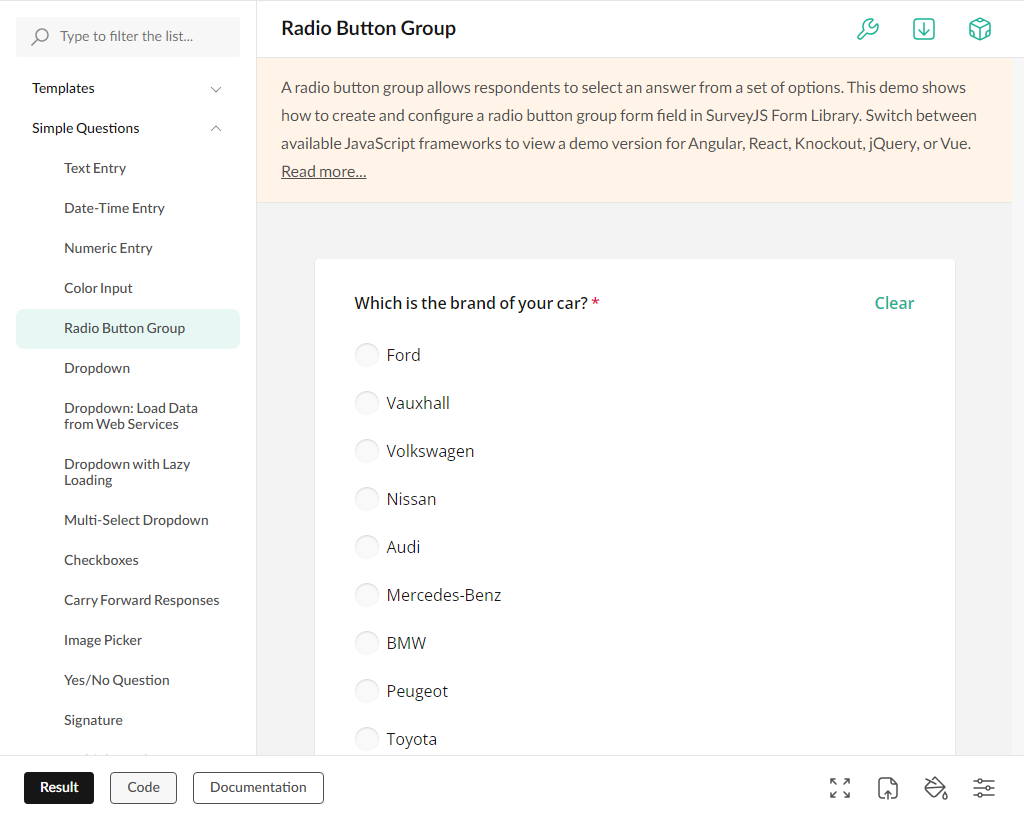 Type to filter the list...
Templates
Simple Questions
Text Entry
Date-Time Entry
Numeric Entry
Color Input
Radio Button Group
Dropdown
Dropdown: Load Data
from Web Services
Dropdown with Lazy
Loading
Multi-Select Dropdown
Checkboxes
Carry Forward Responses
Image Picker
Yes/No Question
Signature
Radio Button Group
A radio button group allows respondents to select an answer from a set of options. This demo shows
how to create and configure a radio button group form field in SurveyJS Form Library. Switch between
available JavaScript frameworks to view a demo version for Angular, React, Knockout, jQuery, or Vue.
Read more...
Which is the brand of your car? *
Clear
Ford
Vauxhall
Volkswagen
Nissan
Audi
Mercedes-Benz
BMW
Peugeot
Toyota
Result
Code
Documentation